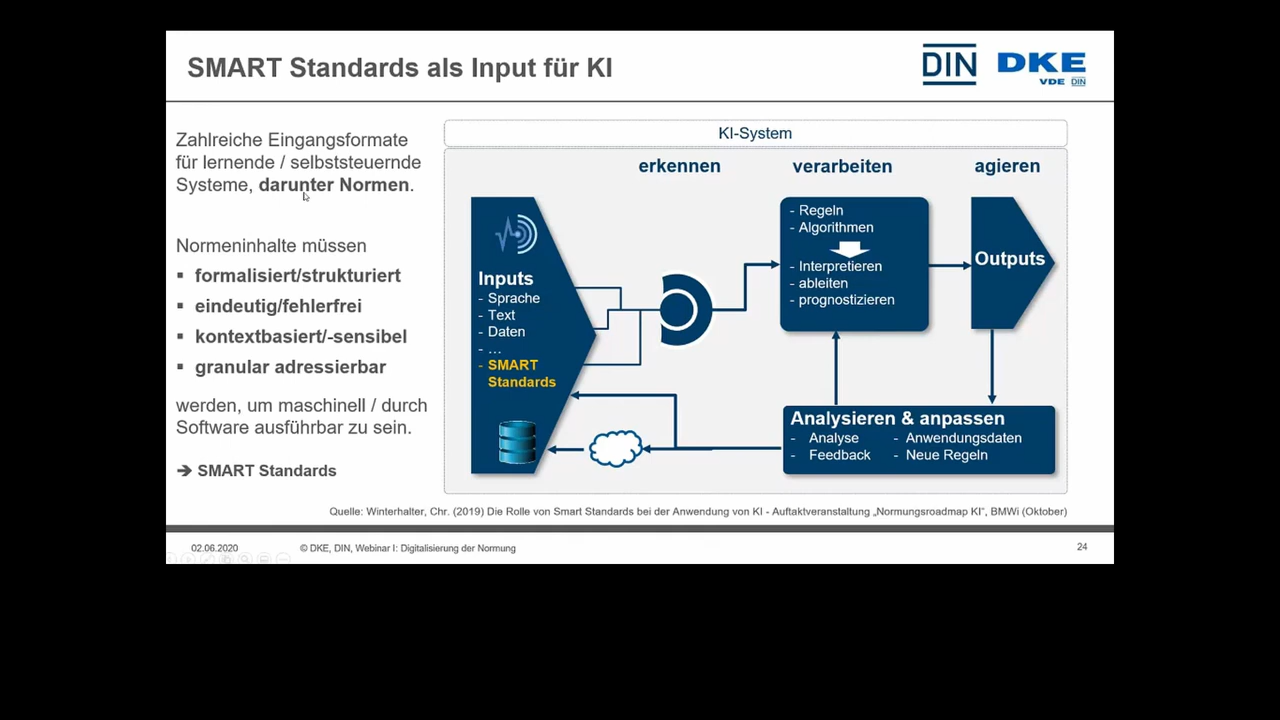 SMART Standards als Input für KI
DIN
DKE
VDE DIN
Zahlreiche Eingangsformate
für lernende / selbststeuernde
Systeme, darunter Normen.
Normeninhalte müssen
▪ formalisiert/strukturiert
▪ eindeutig/fehlerfrei
▪ kontextbasiert/-sensibel
▪ granular adressierbar
werden, um maschinell / durch
Software ausführbar zu sein.
➔ SMART Standards
KI-System
erkennen
verarbeiten
agieren
Inputs
- Sprache
- Text
- Daten
- ...
- SMART
Standards
- Regeln
- Algorithmen
- Interpretieren
- ableiten
- prognostizieren
Outputs
Analysieren & anpassen
- Analyse - Anwendungsdaten
- Feedback - Neue Regeln
Quelle: Winterhalter, Chr. (2019) Die Rolle von Smart Standards bei der Anwendung von KI - Auftaktveranstaltung „Normungsroadmap KI“, BMWi (Oktober)
02.06.2020
© DKE, DIN, Webinar I: Digitalisierung der Normung
24